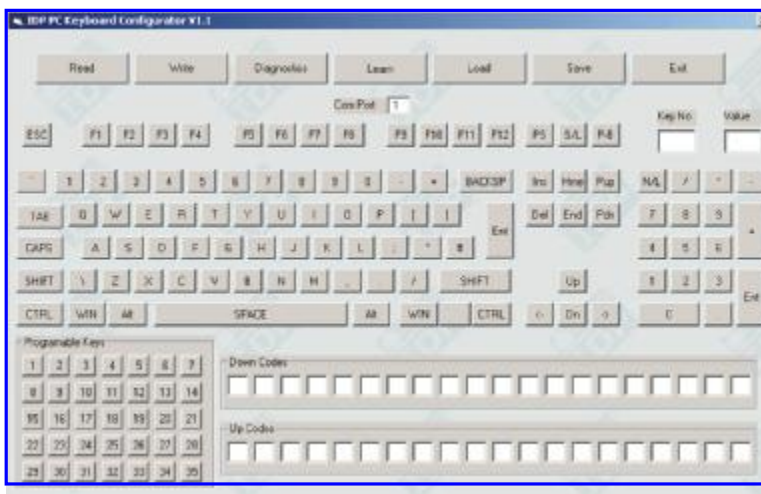 IDP PC Keyboard Configurator V1.1
Read Write Diagnostics Learn Load Save Exit
Com Port 1
Key No Value
ESC F1 F2 F3 F4 F5 F6 F7 F8 F9 F10 F11 F12 PS S/L P-B
1 2 3 4 5 6 7 8 9 0 - + BACKSP Ins Hme Pup N/L / * -
TAB Q W E R T Y U I O P [ ] Ent Del End Pdn 7 8 9 +
CAPS A S D F G H J K L ; ' # 4 5 6
SHIFT \ Z X C V B N M , . / SHIFT Up 1 2 3 Ent
CTRL WIN Alt SPACE Alt WIN CTRL <- Dn -> 0 .
Programable Keys
1 2 3 4 5 6 7
8 9 10 11 12 13 14
15 16 17 18 19 20 21
22 23 24 25 26 27 28
29 30 31 32 33 34 35
Down Codes
Up Codes